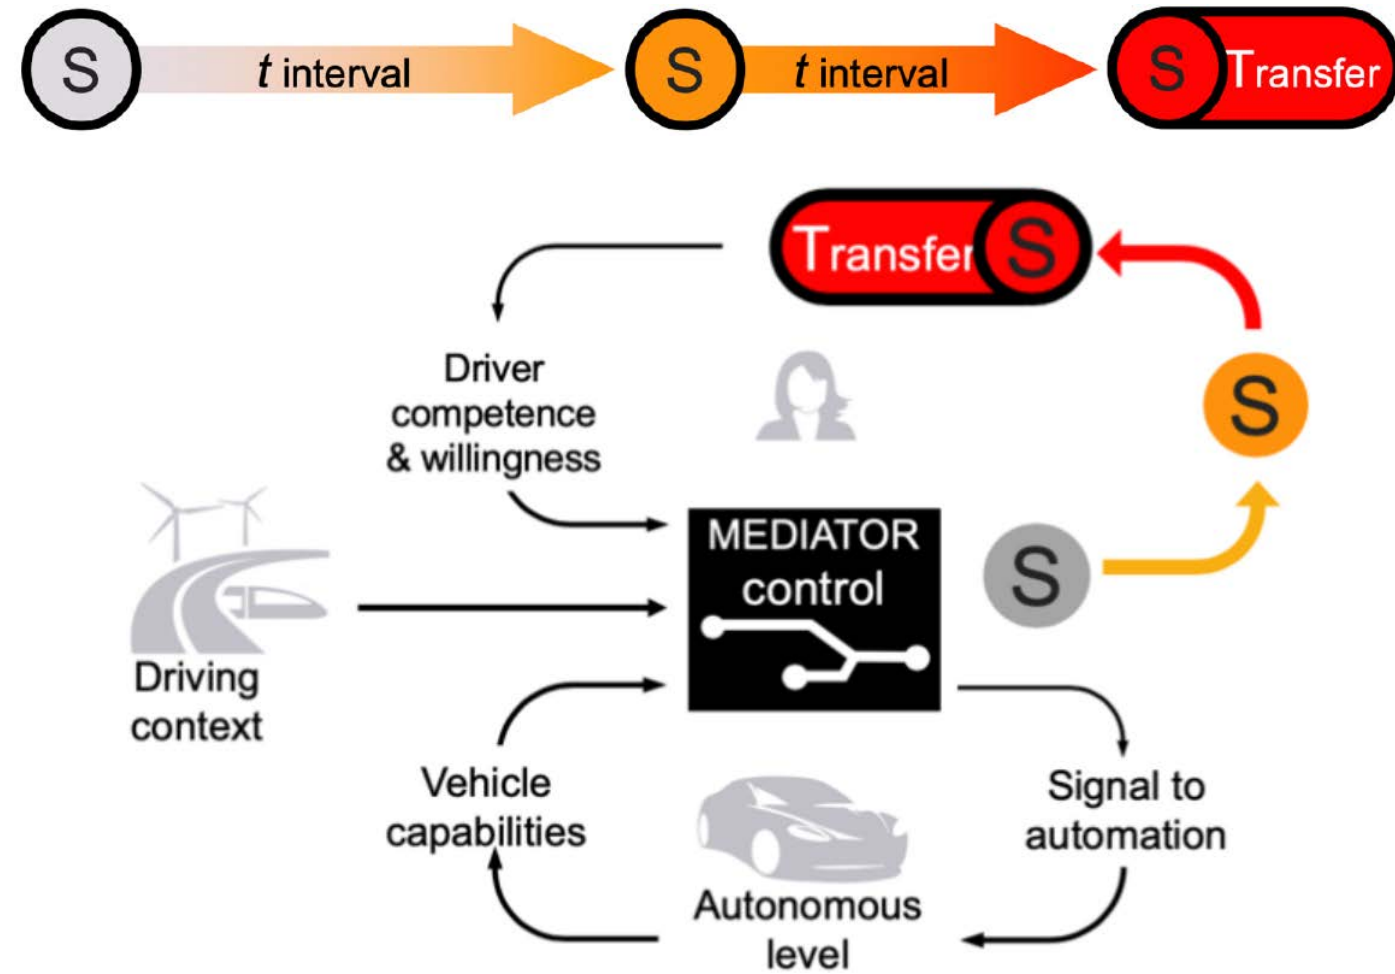 S t interval S t interval S Transfer
Transfer S
Driver
competence
& willingness
S
MEDIATOR
control
S
Driving
context
Vehicle
capabilities
Signal to
automation
Autonomous
level